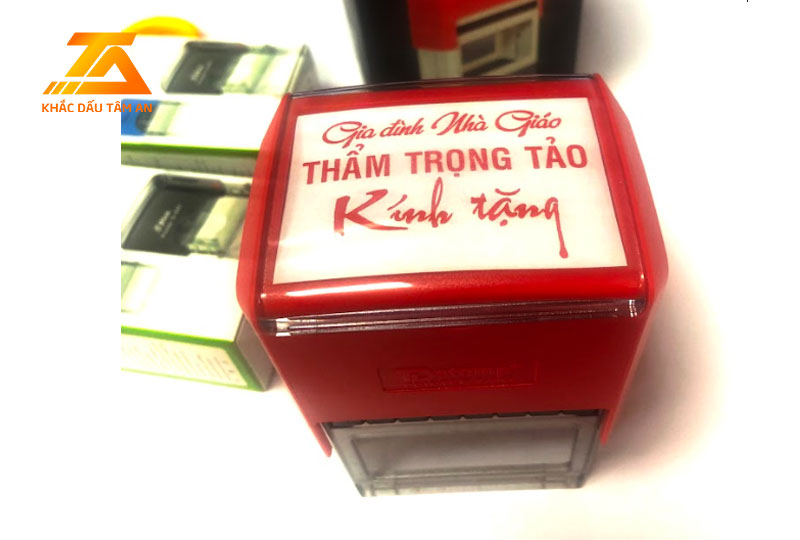 KHẮC DẤU TÂM AN
Gia đình Nhà Giáo
THẨM TRỌNG TẢO
Kính tặng